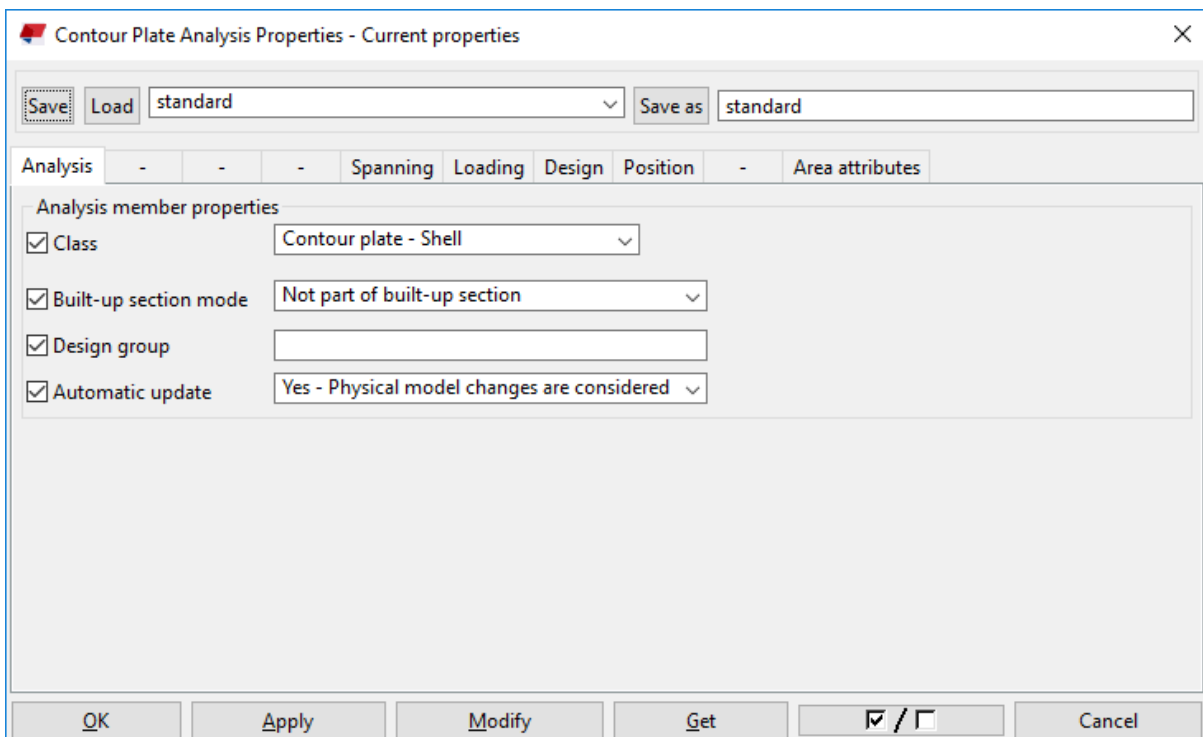 Contour Plate Analysis Properties - Current properties
Save Load standard Save as standard
Analysis - - - Spanning Loading Design Position - Area attributes
Analysis member properties
Class Contour plate - Shell
Built-up section mode Not part of built-up section
Design group
Automatic update Yes - Physical model changes are considered
OK Apply Modify Get / Cancel